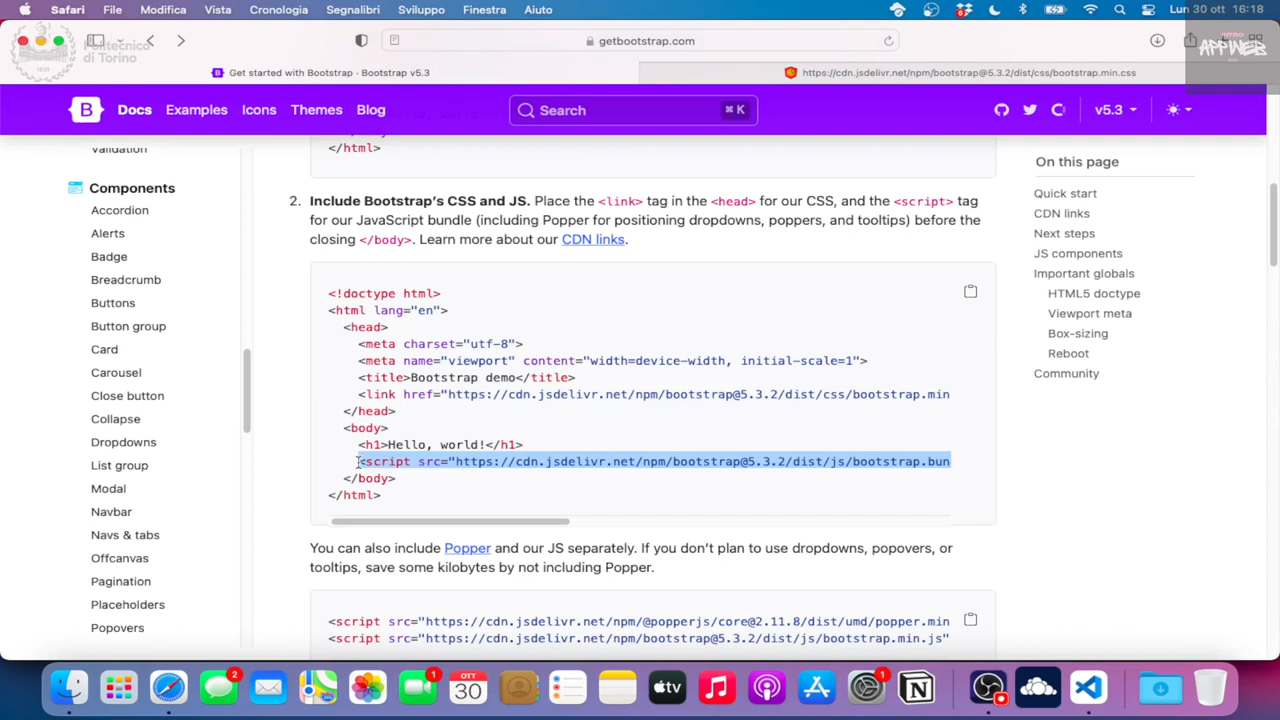 Safari File Modifica Vista Cronologia Segnalibri Sviluppo Finestra Aiuto Lun 30 ott 16:18
Politecnico
di Torino
getbootstrap.com
INTRO
APPWEB
Get started with Bootstrap · Bootstrap v5.3
https://cdn.jsdelivr.net/npm/bootstrap@5.3.2/dist/css/bootstrap.min.css
B Docs Examples Icons Themes Blog Search ⌘ K v5.3
Validation
Components
Accordion
Alerts
Badge
Breadcrumb
Buttons
Button group
Card
Carousel
Close button
Collapse
Dropdowns
List group
Modal
Navbar
Navs & tabs
Offcanvas
Pagination
Placeholders
Popovers
</html>
2. Include Bootstrap’s CSS and JS. Place the <link> tag in the <head> for our CSS, and the <script> tag
for our JavaScript bundle (including Popper for positioning dropdowns, poppers, and tooltips) before the
closing </body>. Learn more about our CDN links.
<!doctype html>
<html lang="en">
<head>
<meta charset="utf-8">
<meta name="viewport" content="width=device-width, initial-scale=1">
<title>Bootstrap demo</title>
<link href="https://cdn.jsdelivr.net/npm/bootstrap@5.3.2/dist/css/bootstrap.min
</head>
<body>
<h1>Hello, world!</h1>
<script src="https://cdn.jsdelivr.net/npm/bootstrap@5.3.2/dist/js/bootstrap.bun
</body>
</html>
You can also include Popper and our JS separately. If you don’t plan to use dropdowns, popovers, or
tooltips, save some kilobytes by not including Popper.
<script src="https://cdn.jsdelivr.net/npm/@popperjs/core@2.11.8/dist/umd/popper.min
<script src="https://cdn.jsdelivr.net/npm/bootstrap@5.3.2/dist/js/bootstrap.min.js"
On this page
Quick start
CDN links
Next steps
JS components
Important globals
HTML5 doctype
Viewport meta
Box-sizing
Reboot
Community
2
1
OTT
30
tv
1